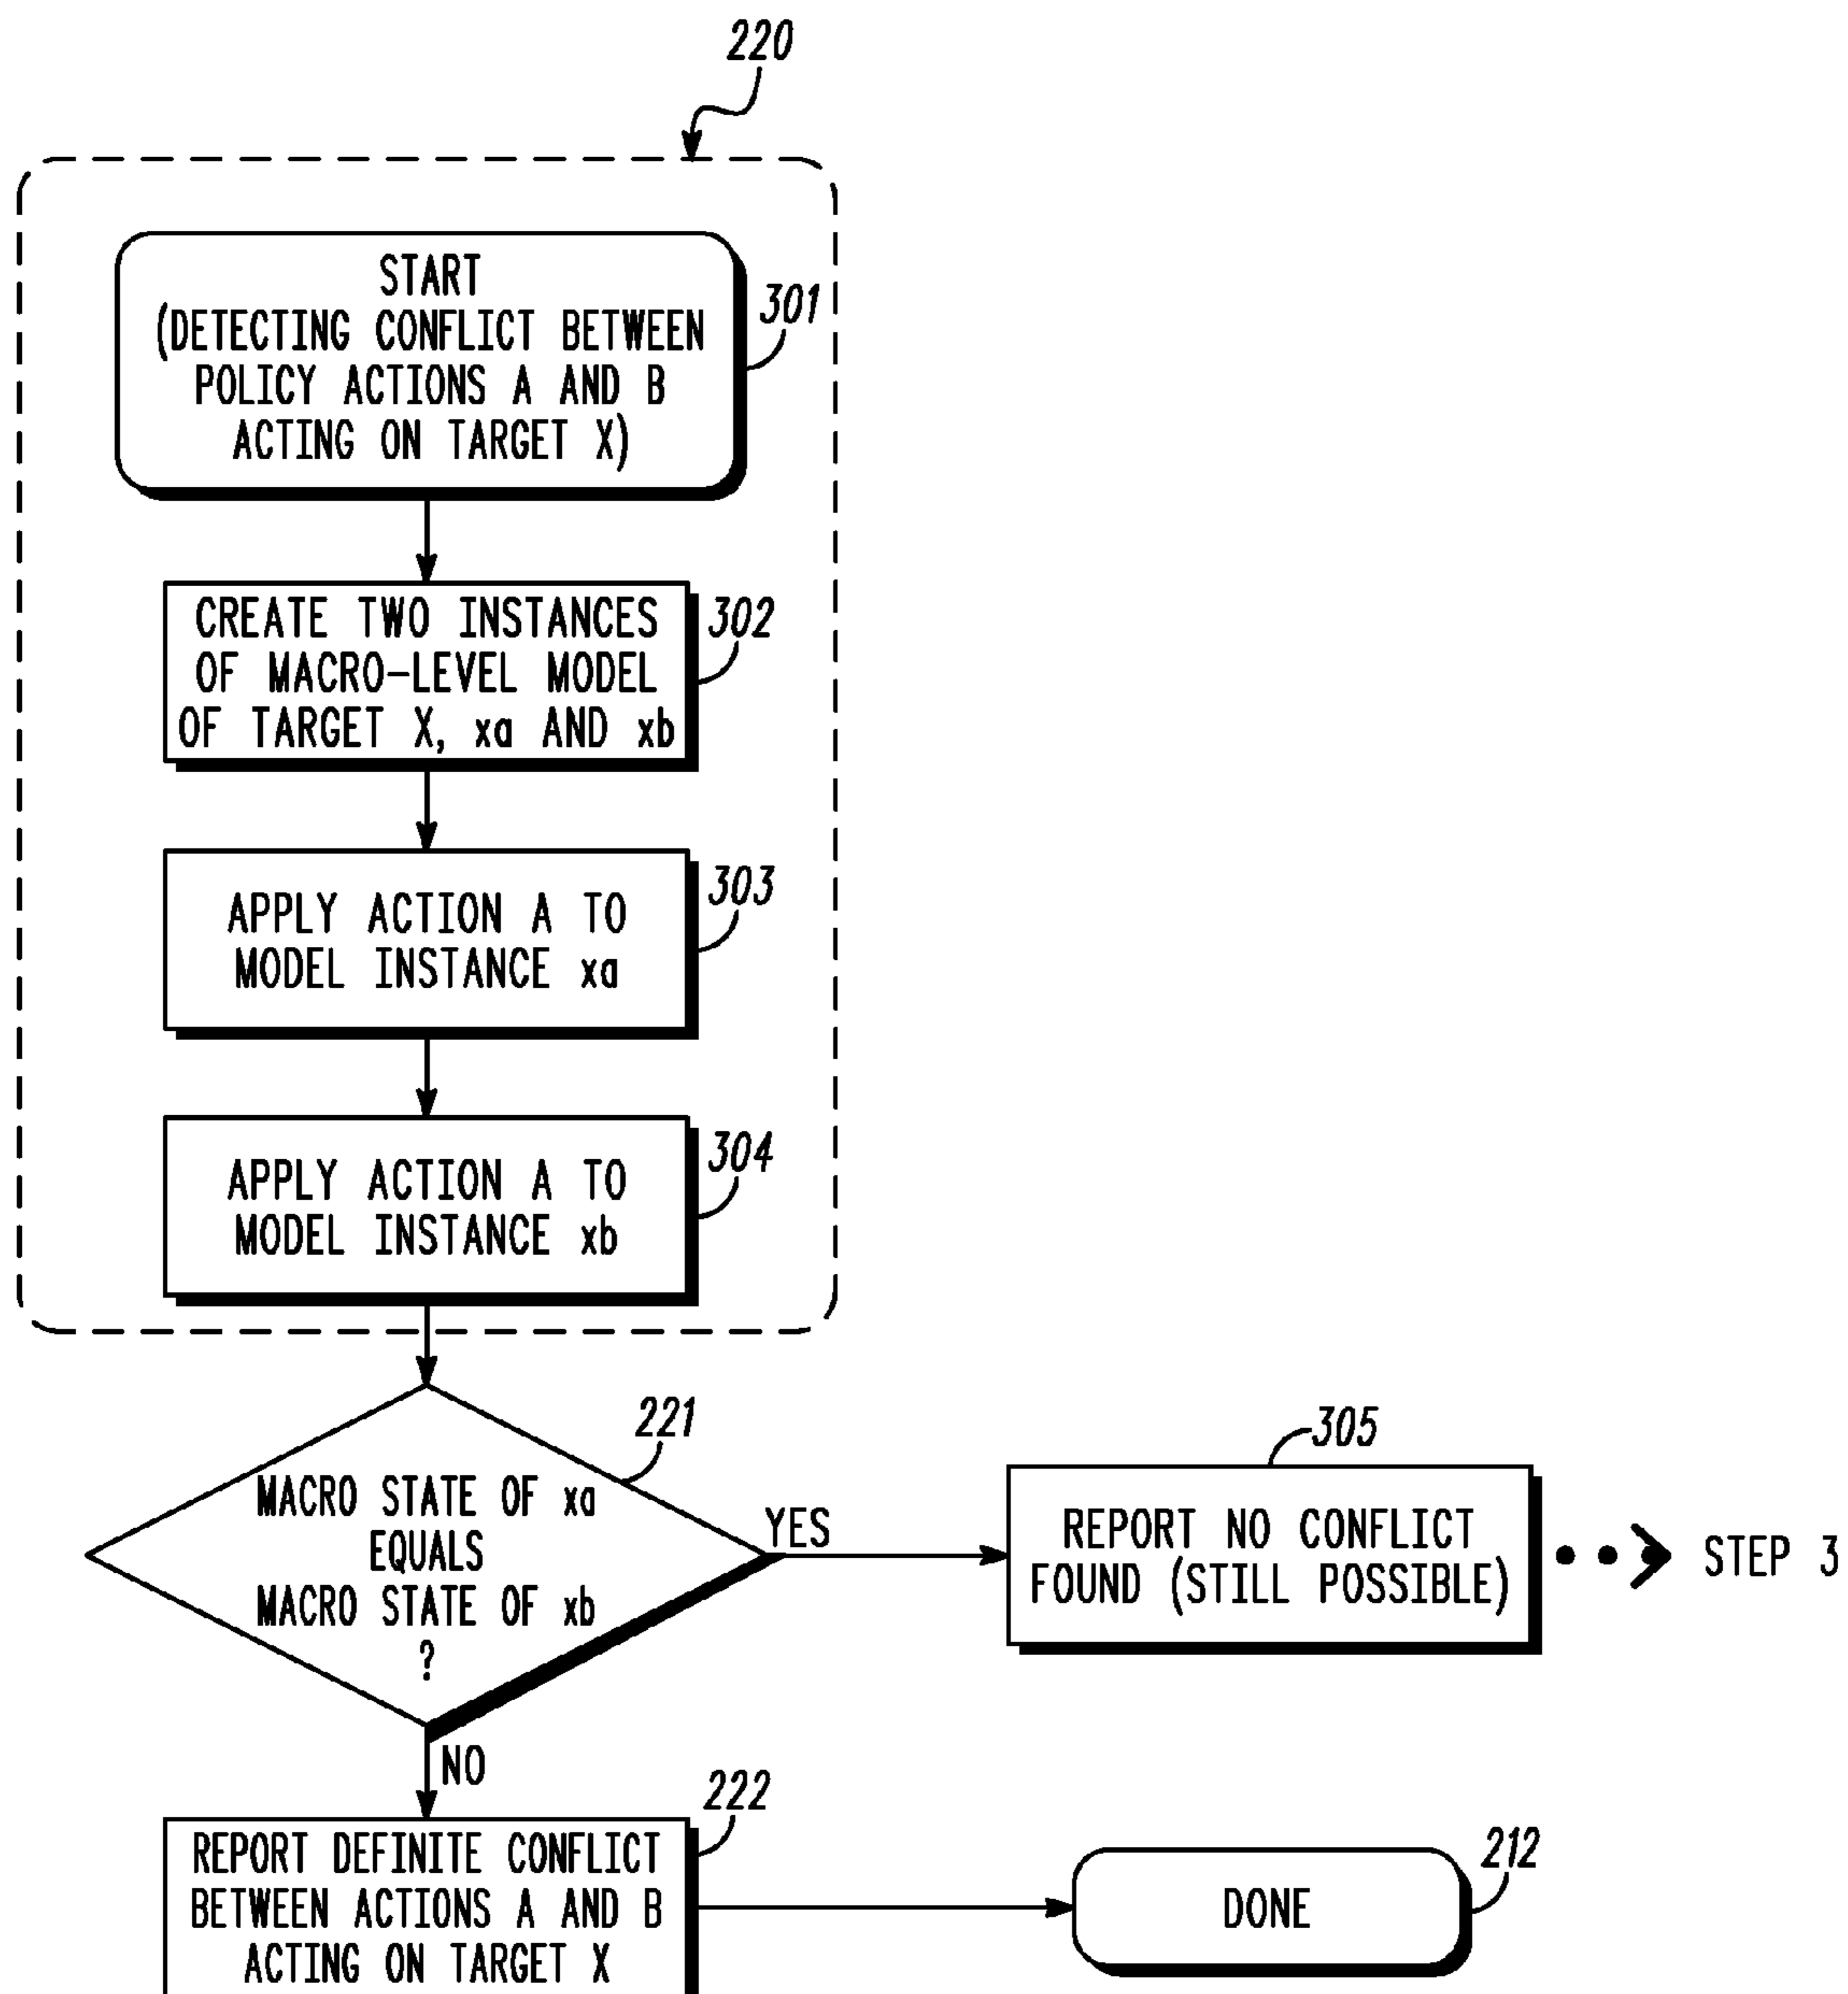 220
START
(DETECTING CONFLICT BETWEEN
POLICY ACTIONS A AND B
ACTING ON TARGET X)
301
CREATE TWO INSTANCES
OF MACRO-LEVEL MODEL
OF TARGET X, xa AND xb
302
APPLY ACTION A TO
MODEL INSTANCE xa
303
APPLY ACTION A TO
MODEL INSTANCE xb
304
MACRO STATE OF xa
EQUALS
MACRO STATE OF xb
?
221
YES
305
REPORT NO CONFLICT
FOUND (STILL POSSIBLE)
STEP 3
NO
222
REPORT DEFINITE CONFLICT
BETWEEN ACTIONS A AND B
ACTING ON TARGET X
DONE
212